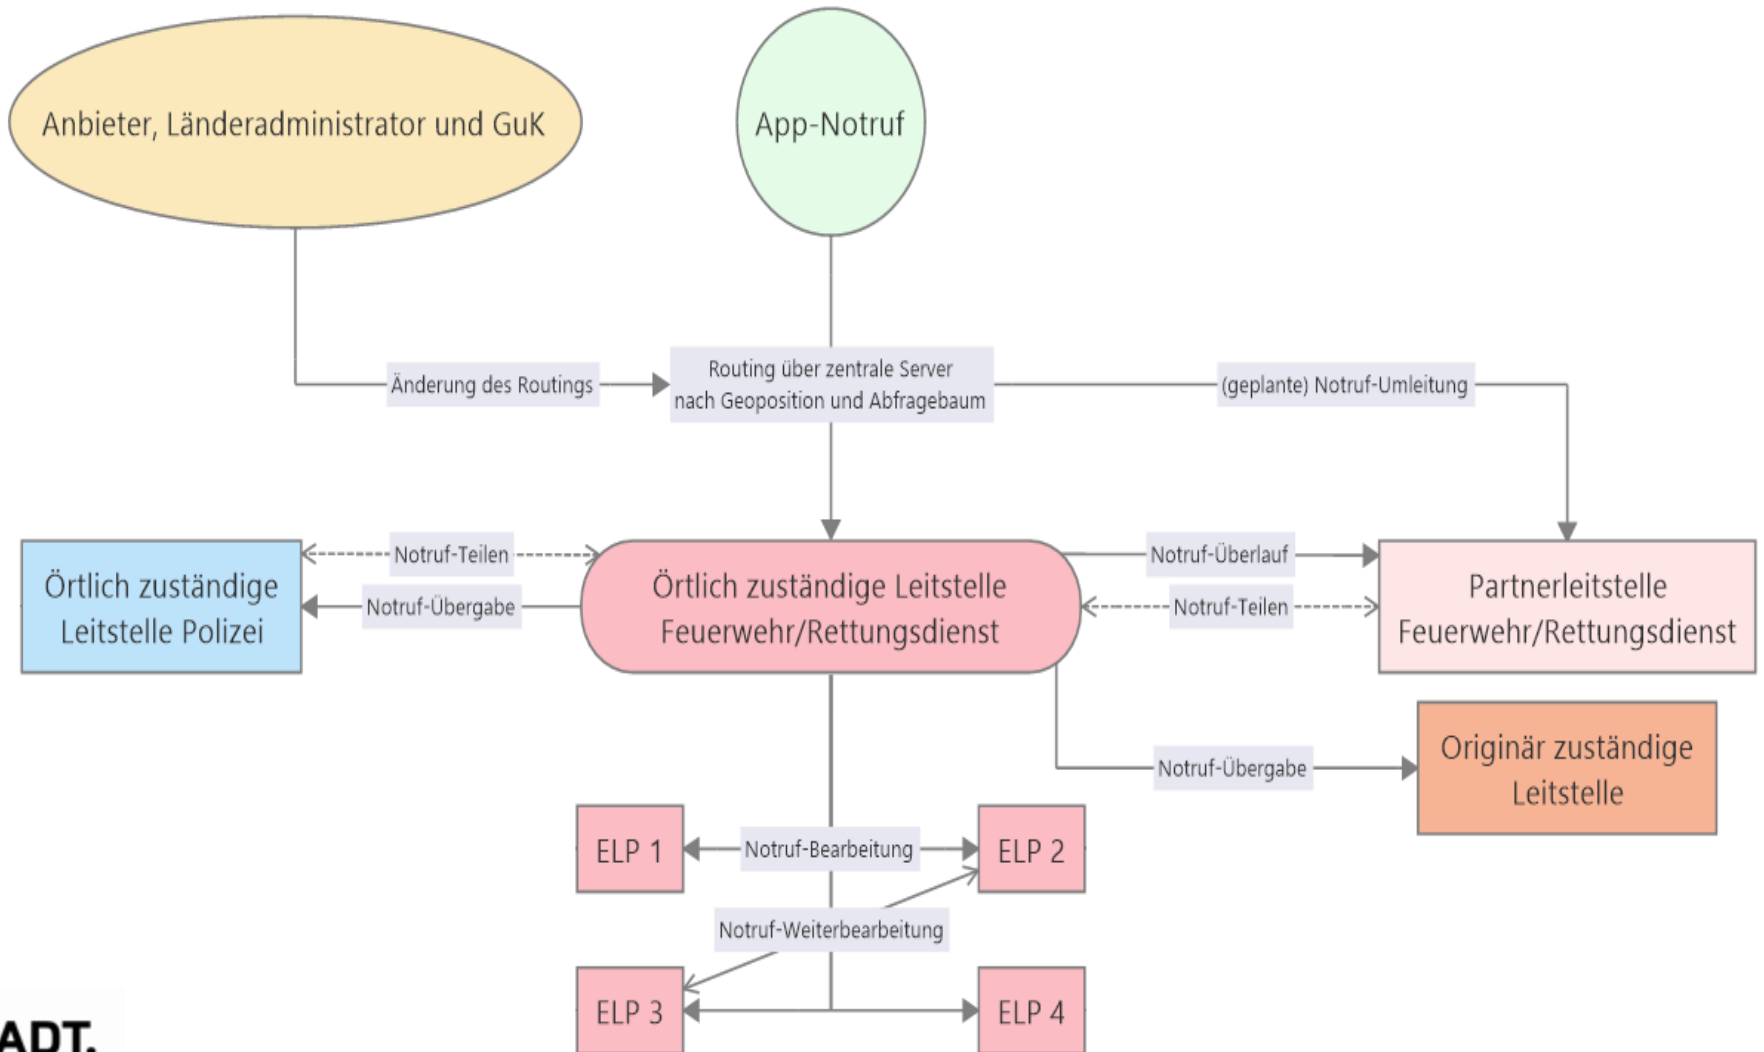 Anbieter, Länderadministrator und GuK
App-Notruf
Änderung des Routings
Routing über zentrale Server
nach Geoposition und Abfragebaum
(geplante) Notruf-Umleitung
Örtlich zuständige
Leitstelle Polizei
Notruf-Teilen
Notruf-Übergabe
Örtlich zuständige Leitstelle
Feuerwehr/Rettungsdienst
Notruf-Überlauf
Notruf-Teilen
Partnerleitstelle
Feuerwehr/Rettungsdienst
Notruf-Übergabe
Originär zuständige
Leitstelle
ELP 1
Notruf-Bearbeitung
ELP 2
Notruf-Weiterbearbeitung
ELP 3
ELP 4
ADT.